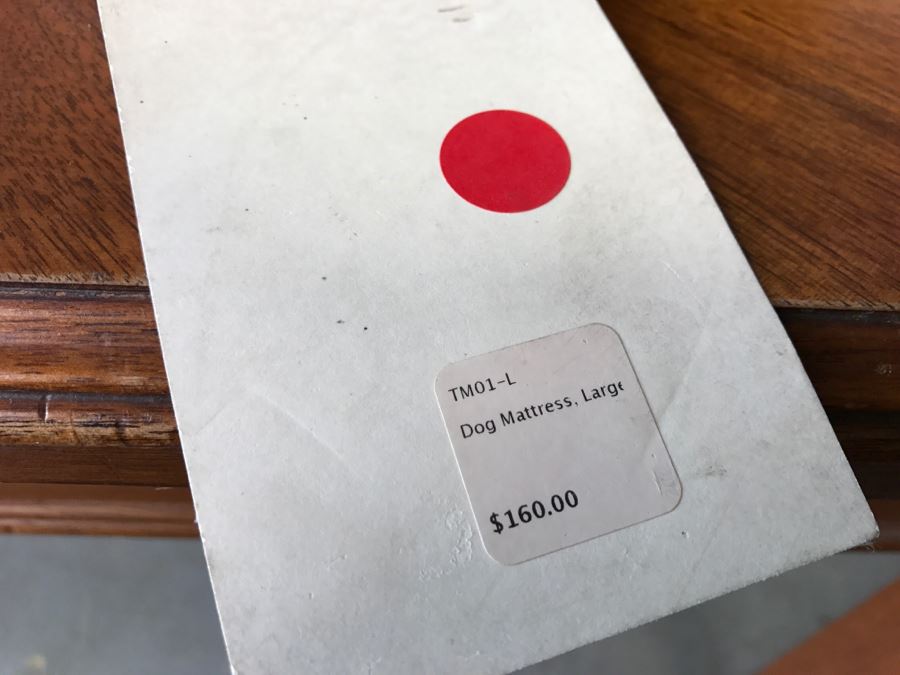 TM01-L
Dog Mattress, Large
$160.00